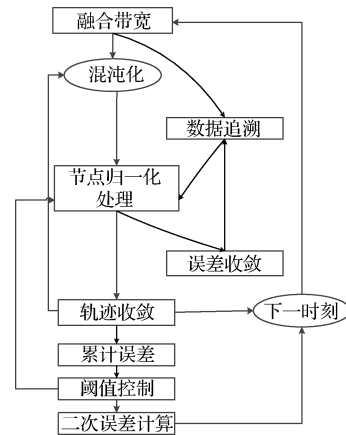 融合带宽
混沌化
数据追溯
节点归一化
处理
误差收敛
轨迹收敛
下一时刻
累计误差
阈值控制
二次误差计算